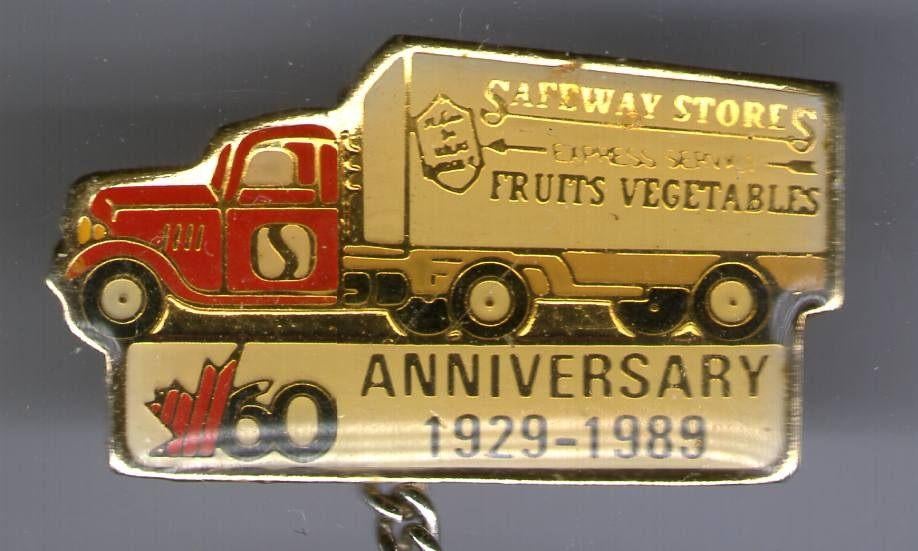 SAFEWAY STORES
EXPRESS SERVICE
FRUITS VEGETABLES
60 ANNIVERSARY
1929-1989